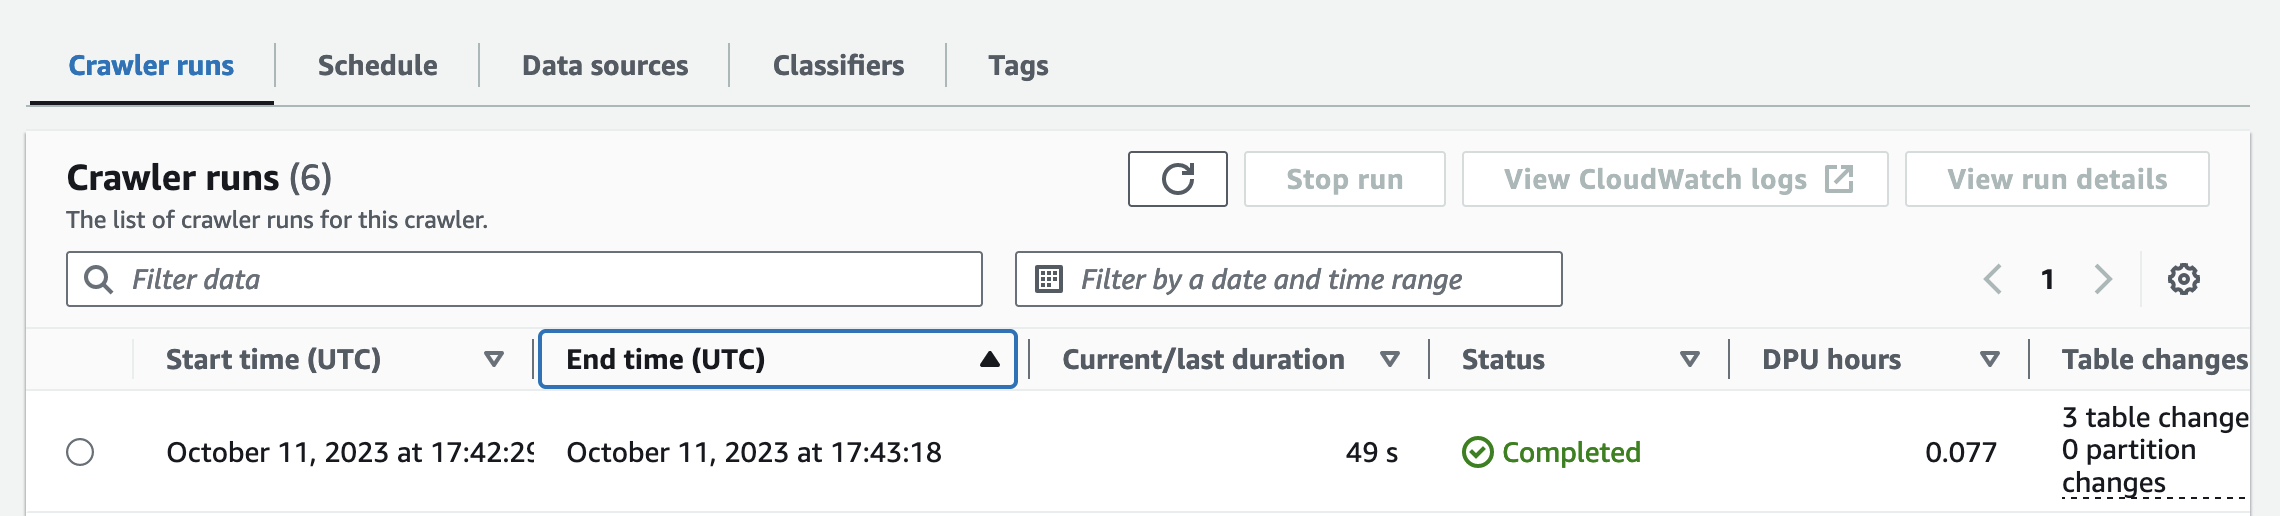 Crawler runs Schedule Data sources Classifiers Tags
Crawler runs (6)
Stop run View CloudWatch logs View run details
The list of crawler runs for this crawler.
Filter data Filter by a date and time range 1
Start time (UTC) End time (UTC) Current/last duration Status DPU hours Table changes
October 11, 2023 at 17:42:29 October 11, 2023 at 17:43:18 49 s Completed 0.077 3 table change
0 partition
changes